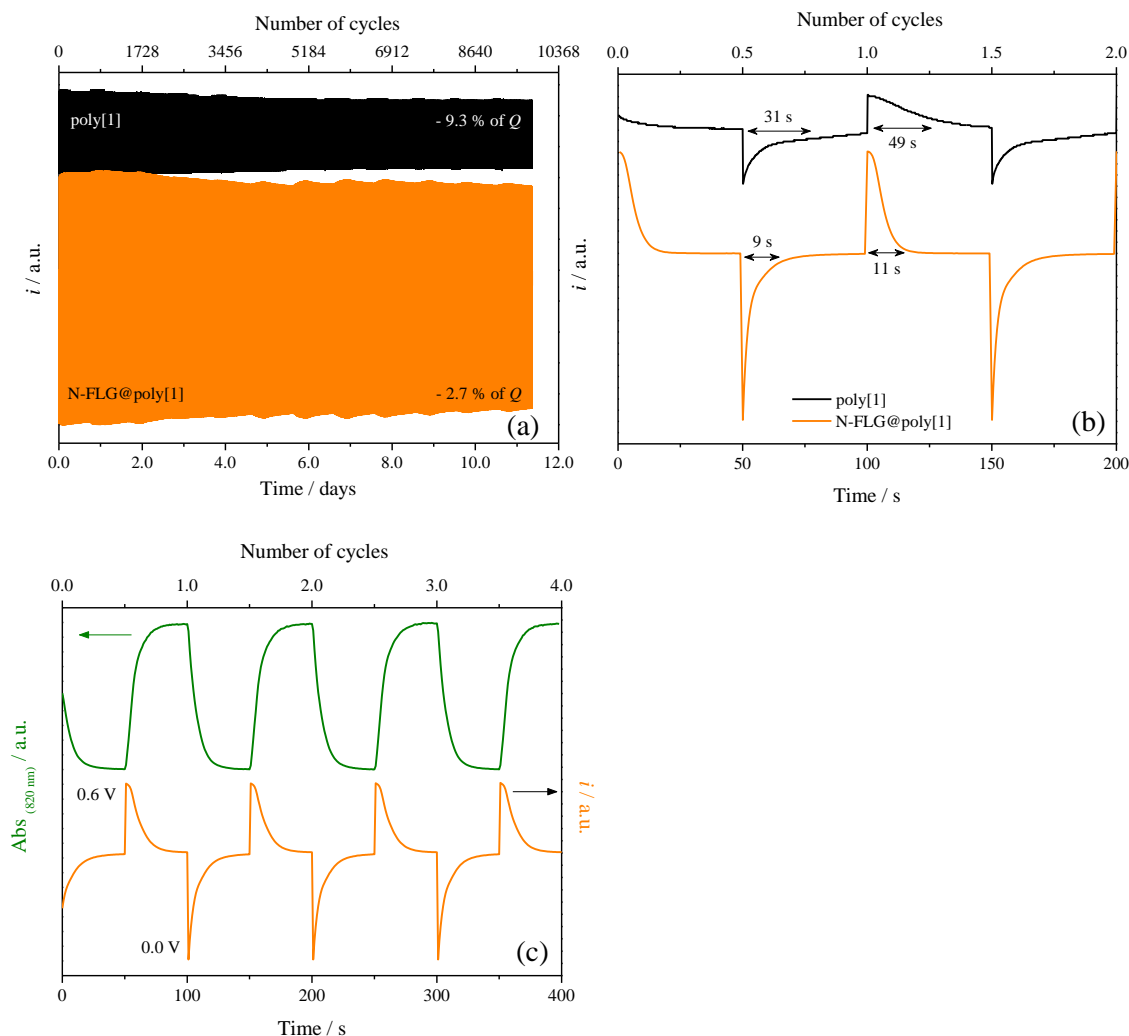 Number of cycles
0 1728 3456 5184 6912 8640 10368
poly[1] - 9.3 % of Q
i / a.u.
N-FLG@poly[1] - 2.7 % of Q
(a)
0.0 2.0 4.0 6.0 8.0 10.0 12.0
Time / days
Number of cycles
0.0 0.5 1.0 1.5 2.0
31 s
49 s
9 s
11 s
i / a.u.
poly[1]
N-FLG@poly[1]
(b)
0 50 100 150 200
Time / s
Number of cycles
0.0 1.0 2.0 3.0 4.0
Abs (820 nm) / a.u.
0.6 V
i / a.u.
0.0 V
(c)
0 100 200 300 400
Time / s